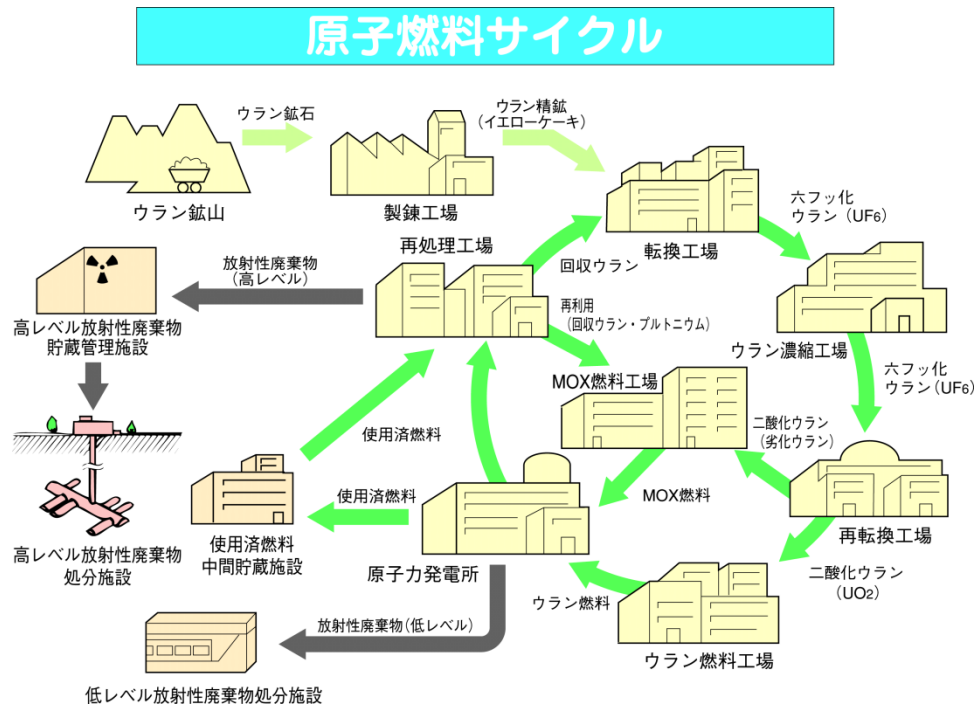 原子燃料サイクル
ウラン鉱石
ウラン精鉱
(イエローケーキ)
ウラン鉱山
製錬工場
六フッ化
ウラン(UF6)
転換工場
再処理工場
回収ウラン
放射性廃棄物
(高レベル)
再利用
(回収ウラン・プルトニウム)
高レベル放射性廃棄物
貯蔵管理施設
ウラン濃縮工場
六フッ化
ウラン(UF6)
MOX燃料工場
二酸化ウラン
(劣化ウラン)
使用済燃料
使用済燃料
MOX燃料
再転換工場
使用済燃料
中間貯蔵施設
高レベル放射性廃棄物
処分施設
原子力発電所
二酸化ウラン
(UO2)
ウラン燃料
放射性廃棄物(低レベル)
ウラン燃料工場
低レベル放射性廃棄物処分施設